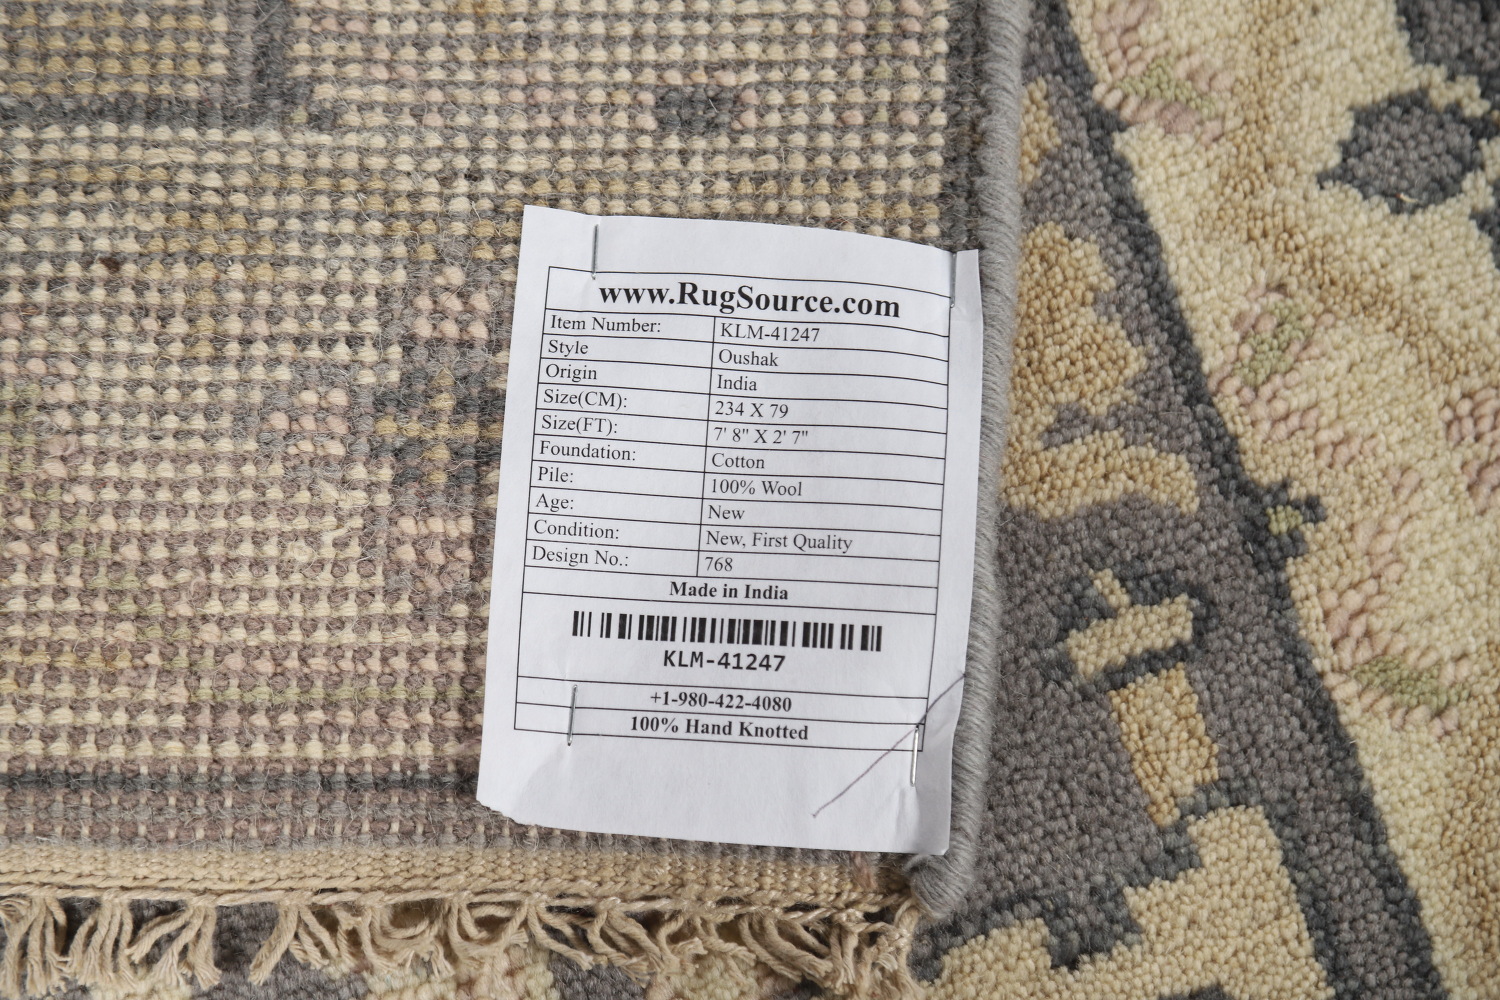 www.RugSource.com
Item Number: KLM-41247
Style Oushak
Origin India
Size(CM): 234 X 79
Size(FT): 7' 8" X 2' 7"
Foundation: Cotton
Pile: 100% Wool
Age: New
Condition: New, First Quality
Design No.: 768
Made in India
KLM-41247
+1-980-422-4080
100% Hand Knotted